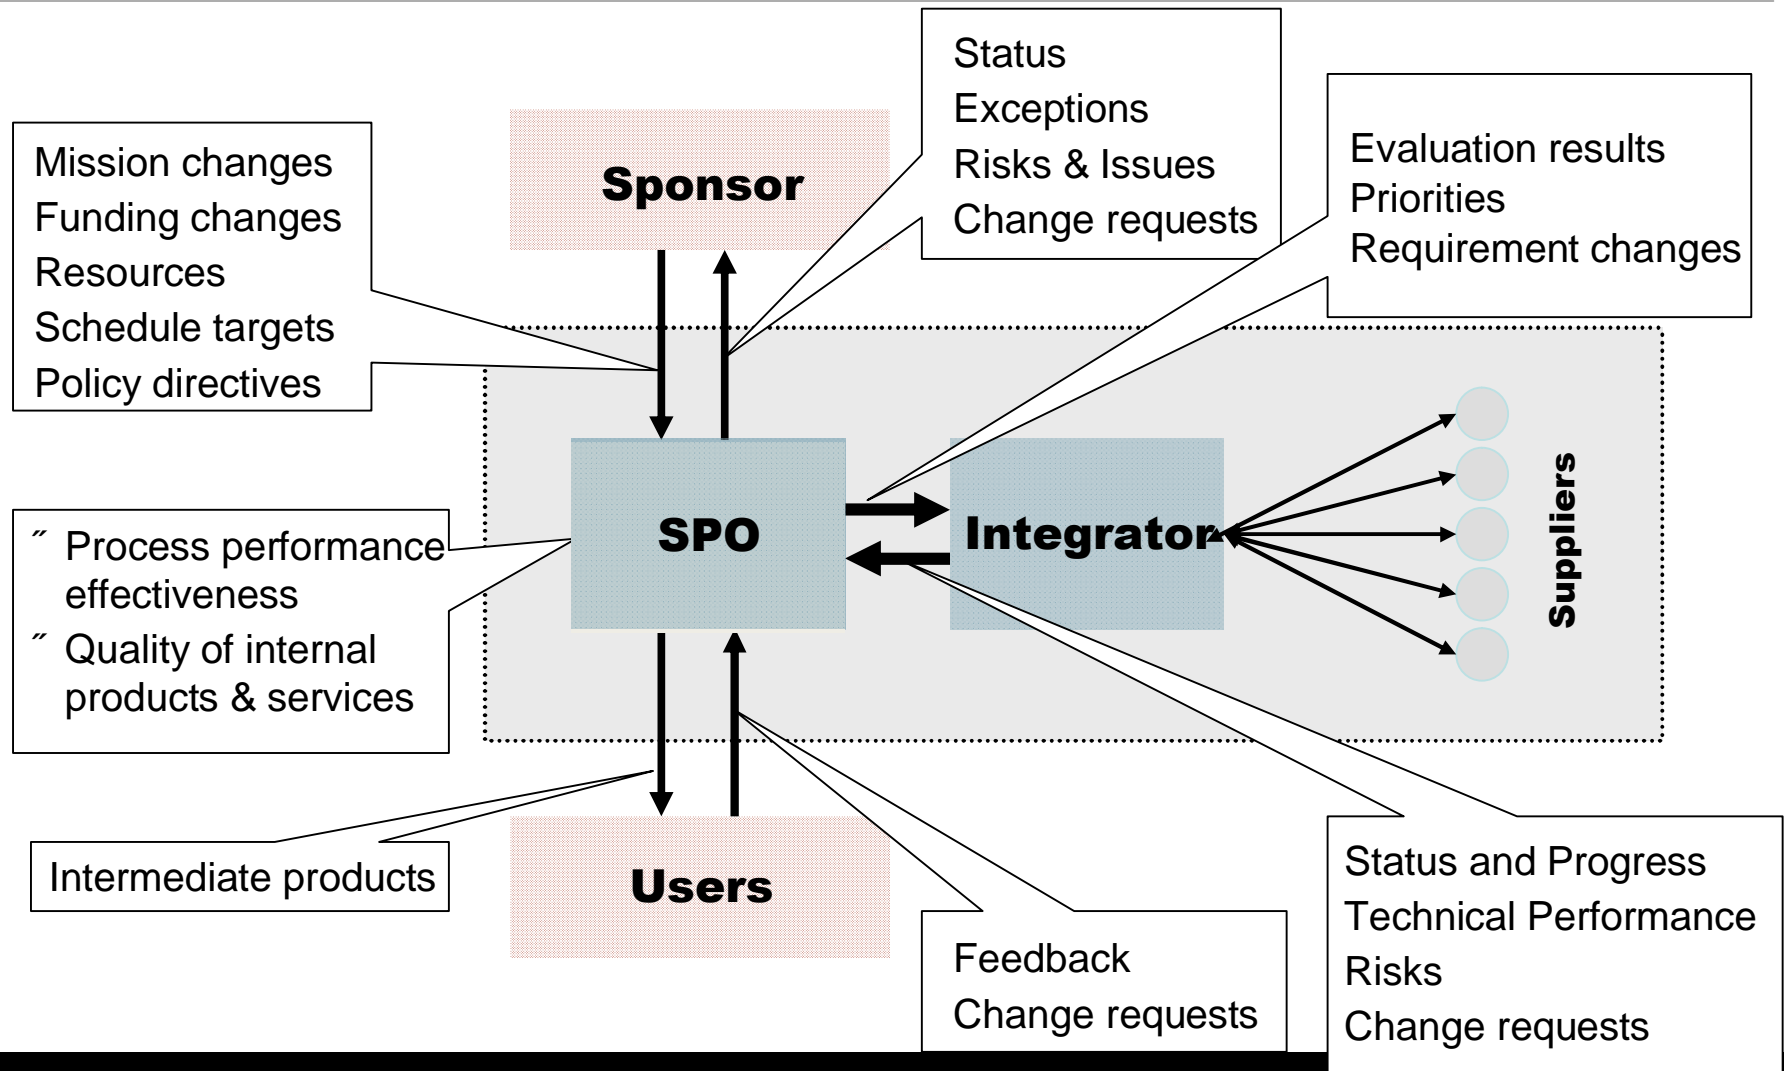 Status
Exceptions
Risks & Issues
Change requests
Evaluation results
Priorities
Requirement changes
Mission changes
Funding changes
Resources
Schedule targets
Policy directives
Sponsor
˝ Process performance
effectiveness
˝ Quality of internal
products & services
SPO
Integrator
Suppliers
Intermediate products
Users
Feedback
Change requests
Status and Progress
Technical Performance
Risks
Change requests